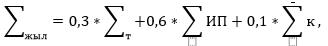 ∑жыл = 0,3 * ∑т +0,6 * ∑ ИП + 0,1 * ∑ к ,